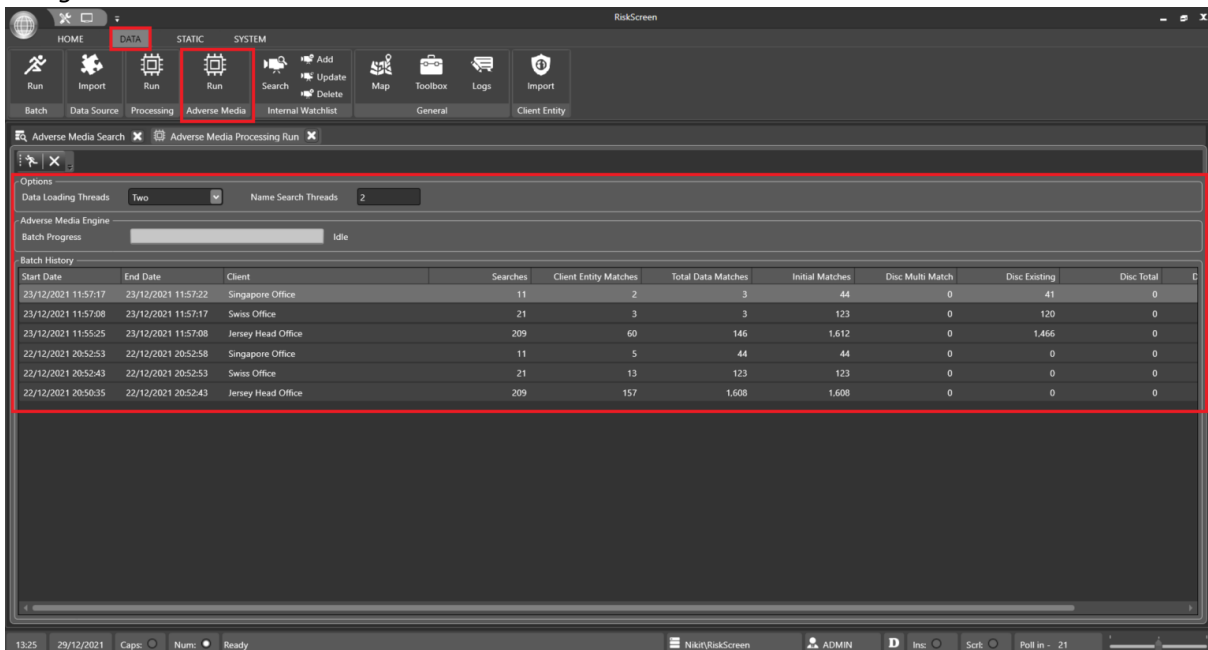 RiskScreen
HOME DATA STATIC SYSTEM
Run Import Run Run Search Add Update Delete Map Toolbox Logs Import
Batch Data Source Processing Adverse Media Internal Watchlist General Client Entity
Adverse Media Search Adverse Media Processing Run
Options
Data Loading Threads Two Name Search Threads 2
Adverse Media Engine
Batch Progress Idle
Batch History
Start Date End Date Client Searches Client Entity Matches Total Data Matches Initial Matches Disc Multi Match Disc Existing Disc Total D
23/12/2021 11:57:17 23/12/2021 11:57:22 Singapore Office 11 2 3 44 0 41 0
23/12/2021 11:57:08 23/12/2021 11:57:17 Swiss Office 21 3 3 123 0 120 0
23/12/2021 11:55:25 23/12/2021 11:57:08 Jersey Head Office 209 60 146 1,612 0 1,466 0
22/12/2021 20:52:53 22/12/2021 20:52:58 Singapore Office 11 5 44 44 0 0 0
22/12/2021 20:52:43 22/12/2021 20:52:53 Swiss Office 21 13 123 123 0 0 0
22/12/2021 20:50:35 22/12/2021 20:52:43 Jersey Head Office 209 157 1,608 1,608 0 0 0
13:25 29/12/2021 Caps: Num: Ready Nikit\RiskScreen ADMIN D Ins: Scrl: Poll in - 21